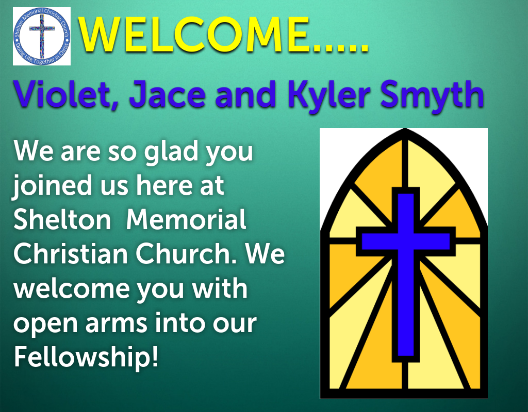 WELCOME.....
Violet, Jace and Kyler Smyth
We are so glad you
joined us here at
Shelton Memorial
Christian Church. We
welcome you with
open arms into our
Fellowship!